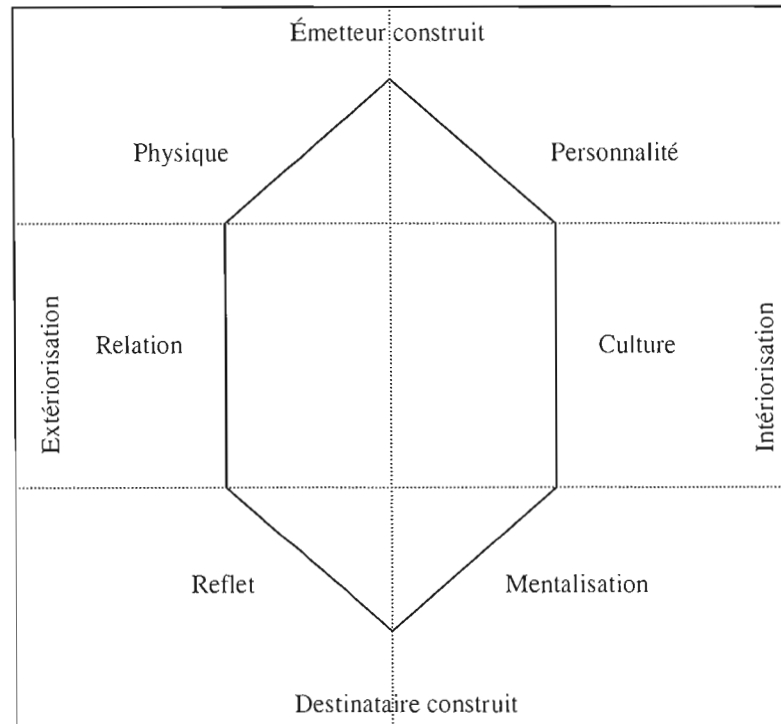 Émetteur construit
Physique
Personnalité
Extériorisation
Relation
Culture
Intériorisation
Reflet
Mentalisation
Destinataire construit